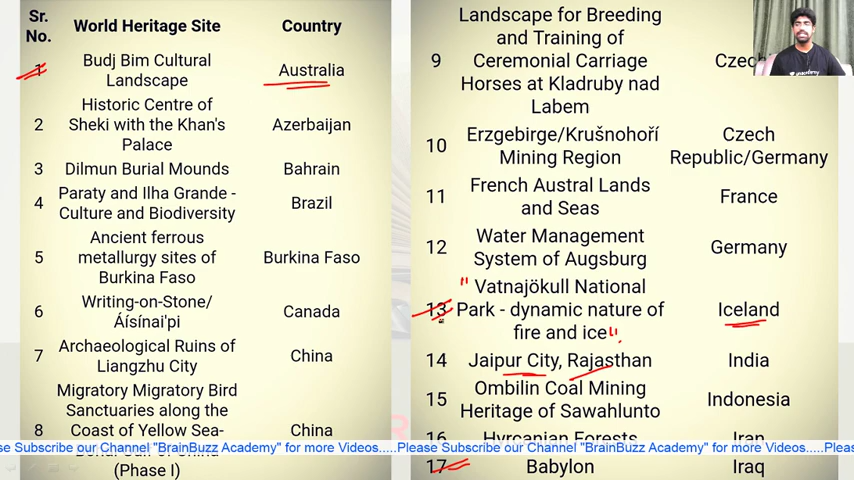 Sr. No. World Heritage Site Country
1 Budj Bim Cultural Landscape Australia
2 Historic Centre of Sheki with the Khan's Palace Azerbaijan
3 Dilmun Burial Mounds Bahrain
4 Paraty and Ilha Grande - Culture and Biodiversity Brazil
5 Ancient ferrous metallurgy sites of Burkina Faso Burkina Faso
6 Writing-on-Stone/ Áísínai'pi Canada
7 Archaeological Ruins of Liangzhu City China
8 Migratory Migratory Bird Sanctuaries along the Coast of Yellow Sea- China
(Phase I)
9 Landscape for Breeding and Training of Ceremonial Carriage Horses at Kladruby nad Labem
10 Erzgebirge/Krušnohoří Mining Region Czech Republic/Germany
11 French Austral Lands and Seas France
12 Water Management System of Augsburg Germany
13 " Vatnajökull National Park - dynamic nature of fire and ice " Iceland
14 Jaipur City, Rajasthan India
15 Ombilin Coal Mining Heritage of Sawahlunto Indonesia
16 Hyrcanian Forests Iran
se Subscribe our Channel "BrainBuzz Academy" for more Videos.....Please Subscribe our Channel "BrainBuzz Academy" for more Videos.....Pleas
17 Babylon Iraq